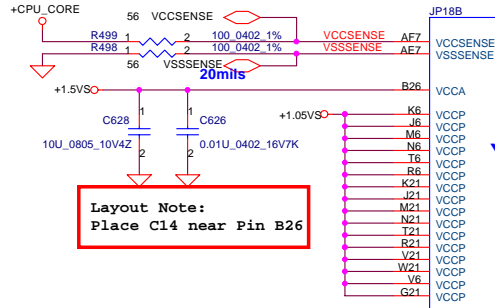 +CPU_CORE
56 VCCSENSE
JP18B
R499 1 2 100_0402_1% VCCSENSE AF7 VCCSENSE
R498 1 2 100_0402_1% VSSSENSE AE7 VSSSENSE
56 VSSSENSE
20mils
+1.5VS B26 VCCA
C628 1 2 10U_0805_10V4Z
C626 1 2 0.01U_0402_16V7K
+1.05VS
K6 VCCP
J6 VCCP
M6 VCCP
N6 VCCP
T6 VCCP
R6 VCCP
K21 VCCP
J21 VCCP
M21 VCCP
N21 VCCP
T21 VCCP
R21 VCCP
V21 VCCP
W21 VCCP
V6 VCCP
G21 VCCP
Layout Note:
Place C14 near Pin B26